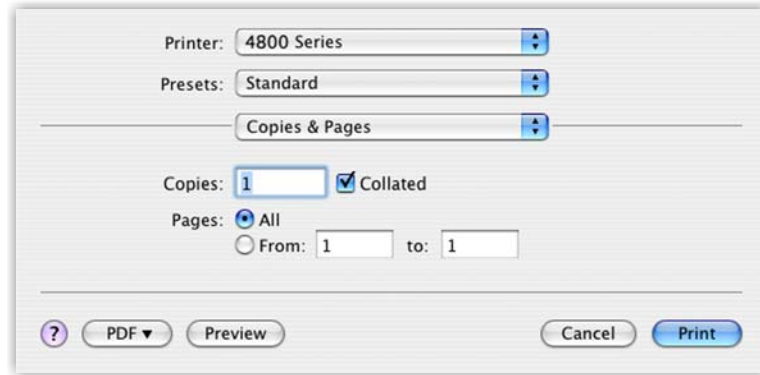 Printer: 4800 Series
Presets: Standard
Copies & Pages
Copies: 1 Collated
Pages: All
From: 1 to: 1
? PDF▼ Preview Cancel Print